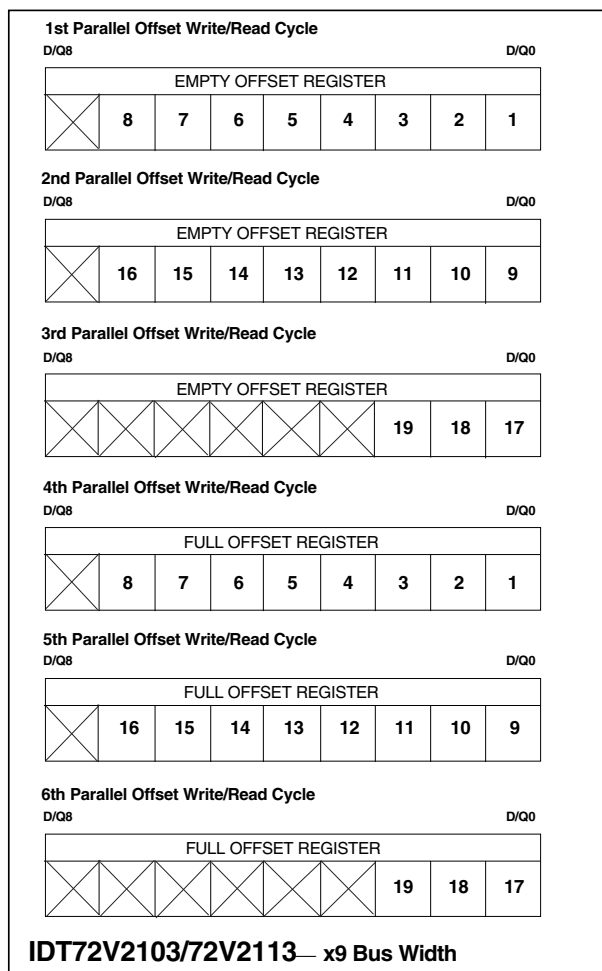 1st Parallel Offset Write/Read Cycle
D/Q8 D/Q0
EMPTY OFFSET REGISTER
8 7 6 5 4 3 2 1
2nd Parallel Offset Write/Read Cycle
D/Q8 D/Q0
EMPTY OFFSET REGISTER
16 15 14 13 12 11 10 9
3rd Parallel Offset Write/Read Cycle
D/Q8 D/Q0
EMPTY OFFSET REGISTER
19 18 17
4th Parallel Offset Write/Read Cycle
D/Q8 D/Q0
FULL OFFSET REGISTER
8 7 6 5 4 3 2 1
5th Parallel Offset Write/Read Cycle
D/Q8 D/Q0
FULL OFFSET REGISTER
16 15 14 13 12 11 10 9
6th Parallel Offset Write/Read Cycle
D/Q8 D/Q0
FULL OFFSET REGISTER
19 18 17
IDT72V2103/72V2113— x9 Bus Width